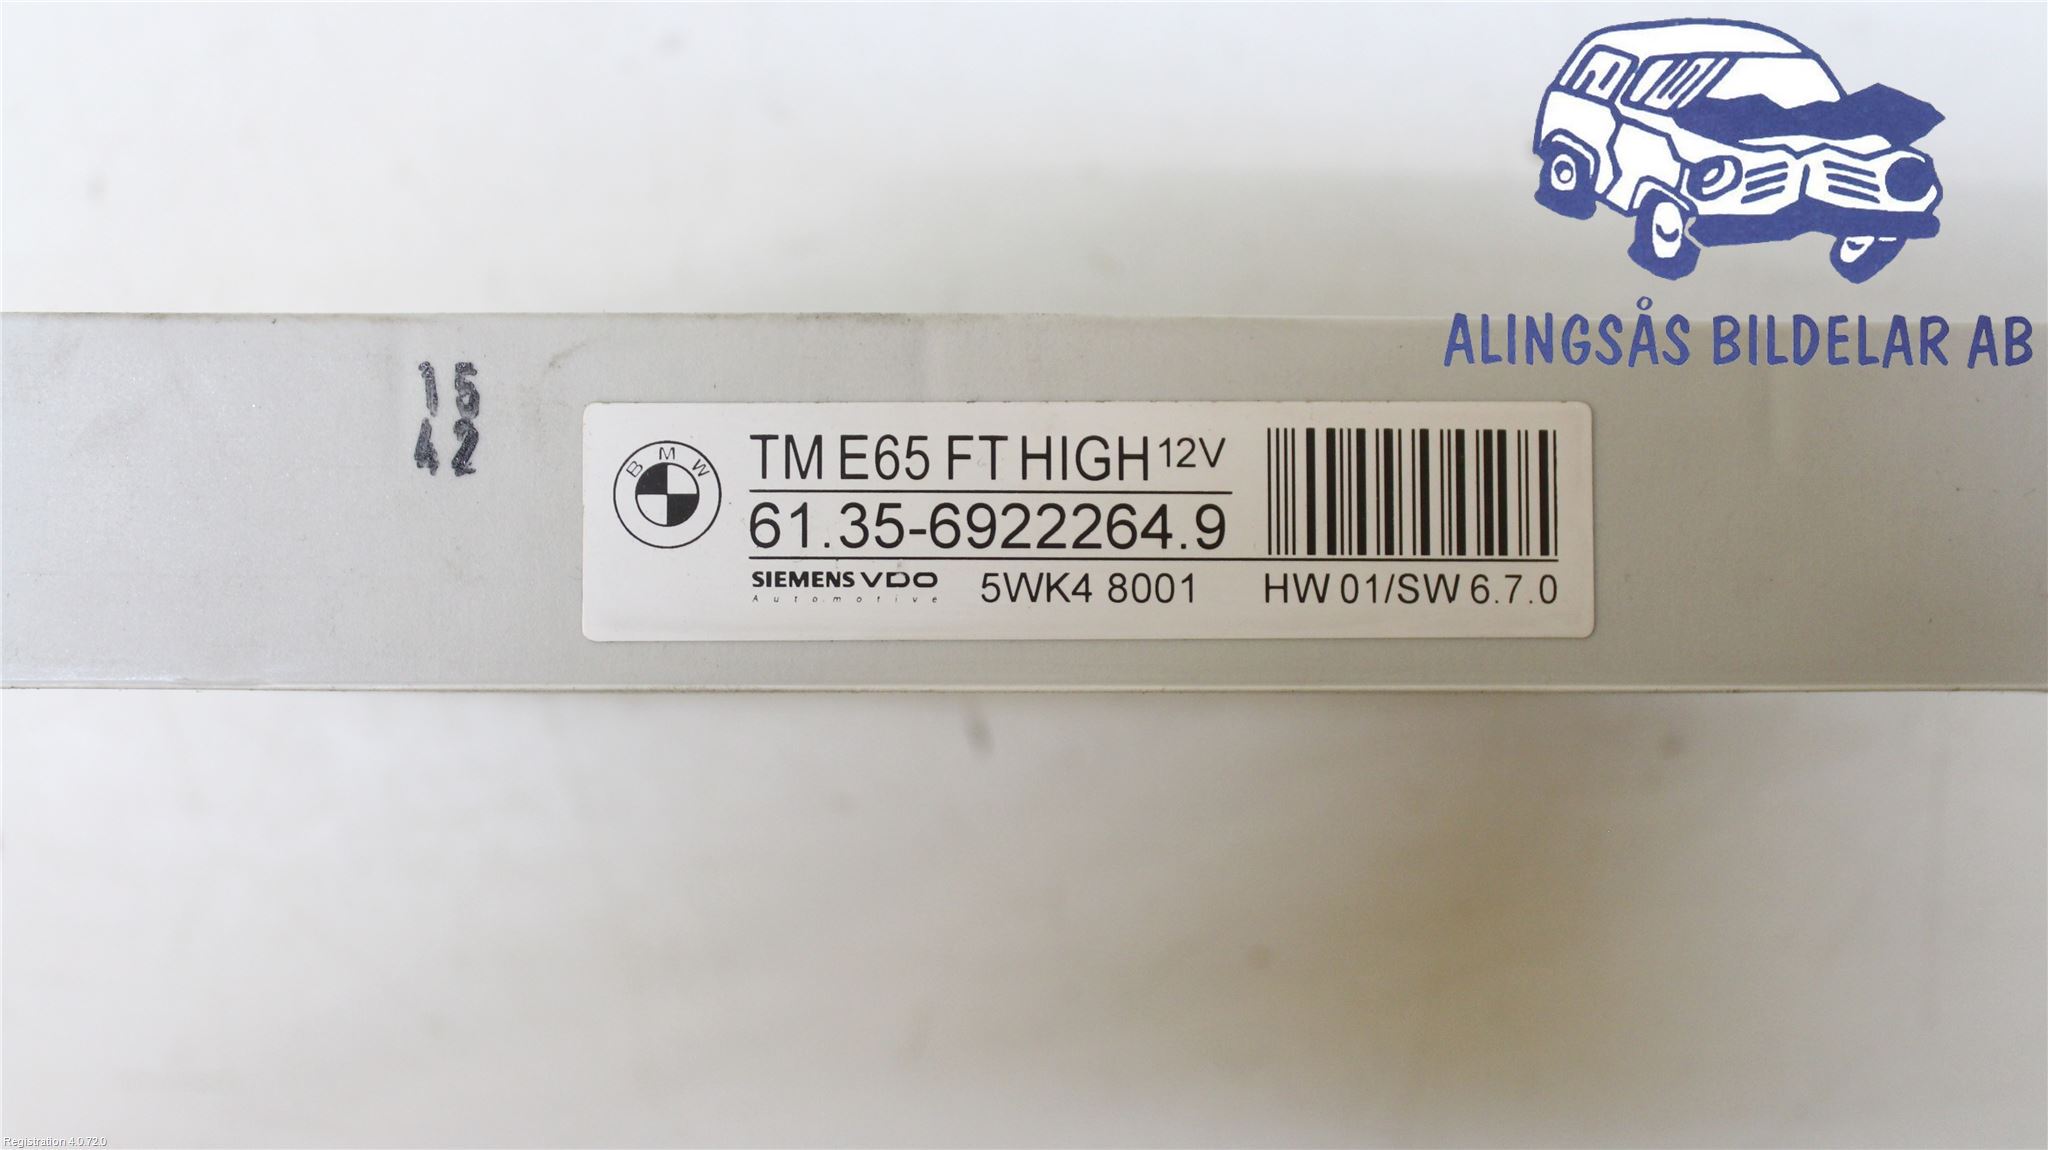 ALINGSÅS BILDELAR AB
15
42
BMW
TM E65 FT HIGH 12V
61.35-6922264.9
SIEMENS VDO
Automotive
5WK4 8001
HW 01/SW 6.7.0
Registration 4.0.72.0